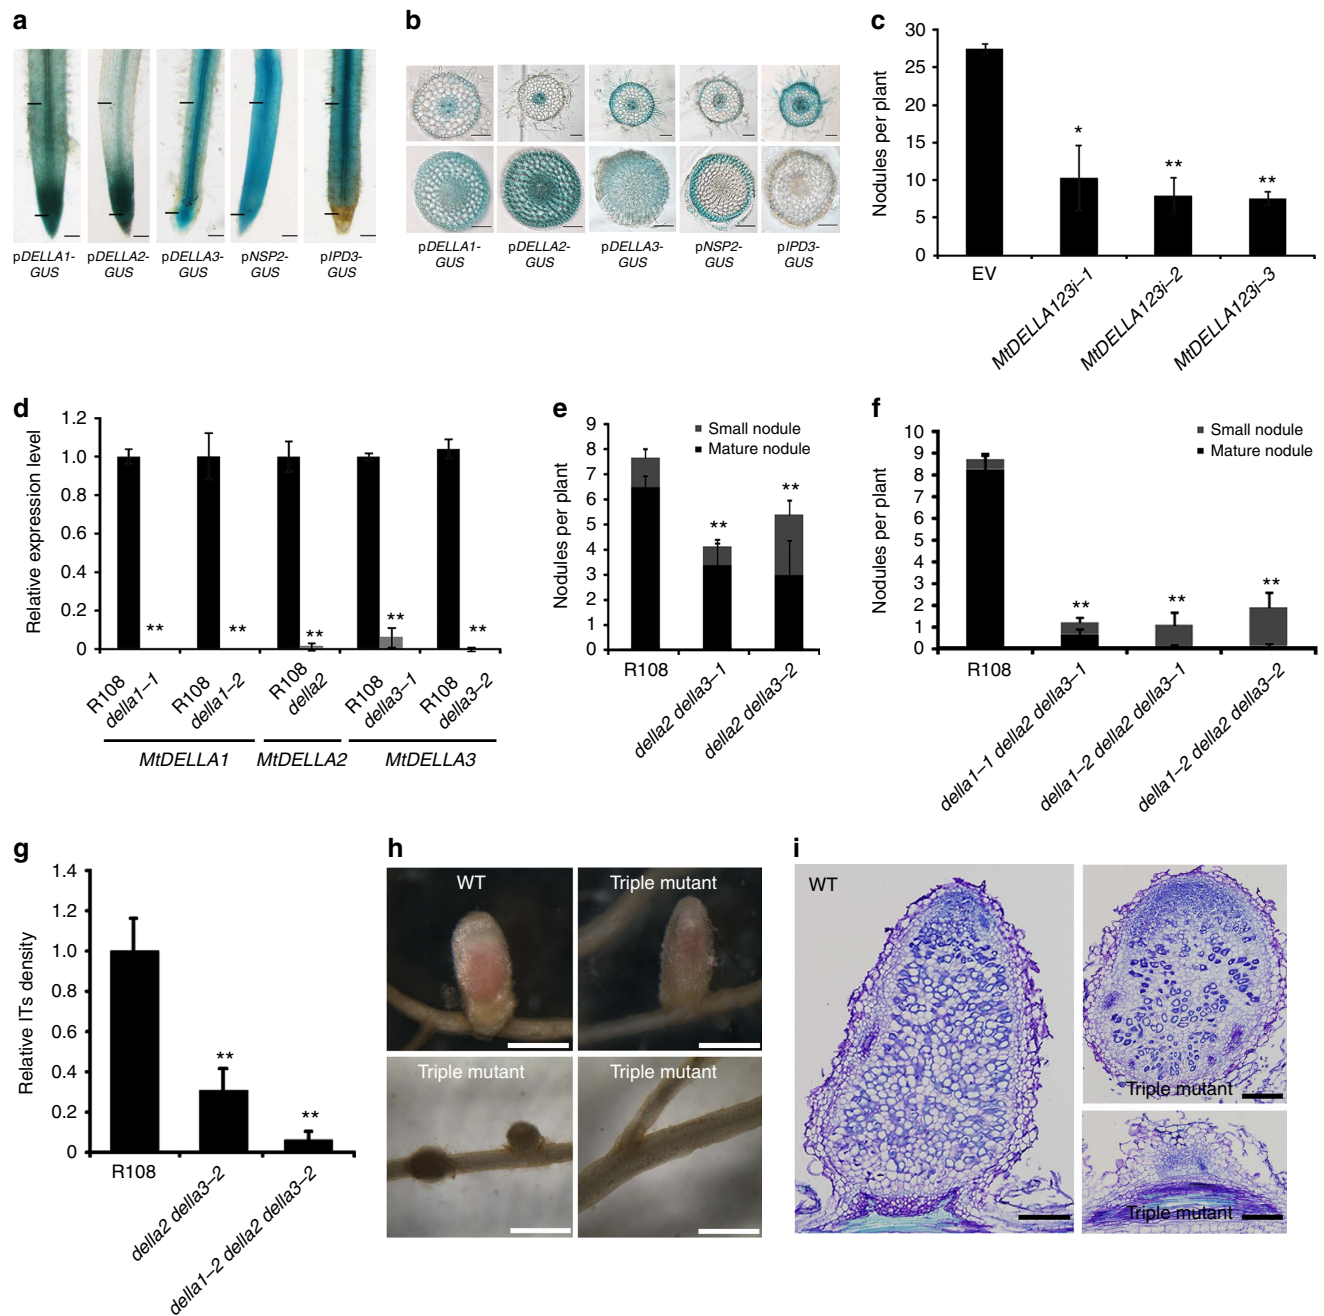 a
pDELLA1-
GUS
pDELLA2-
GUS
pDELLA3-
GUS
pNSP2-
GUS
pIPD3-
GUS
b
pDELLA1-
GUS
pDELLA2-
GUS
pDELLA3-
GUS
pNSP2-
GUS
pIPD3-
GUS
c
Nodules per plant
30
25
20
15
10
5
0
*
**
**
EV
MtDELLA123i–1
MtDELLA123i–2
MtDELLA123i–3
d
Relative expression level
1.2
1.0
0.8
0.6
0.4
0.2
0
**
**
**
**
**
R108
della1–1
R108
della1–2
R108
della2
R108
della3–1
R108
della3–2
MtDELLA1
MtDELLA2
MtDELLA3
e
Nodules per plant
9
8
7
6
5
4
3
2
1
0
Small nodule
Mature nodule
**
**
R108
della2 della3–1
della2 della3–2
f
Nodules per plant
10
9
8
7
6
5
4
3
2
1
0
Small nodule
Mature nodule
**
**
**
R108
della1–1 della2 della3–1
della1–2 della2 della3–1
della1–2 della2 della3–2
g
Relative ITs density
1.4
1.2
1.0
0.8
0.6
0.4
0.2
0
**
**
R108
della2 della3–2
della1–2 della2 della3–2
h
WT
Triple mutant
Triple mutant
Triple mutant
i
WT
Triple mutant
Triple mutant